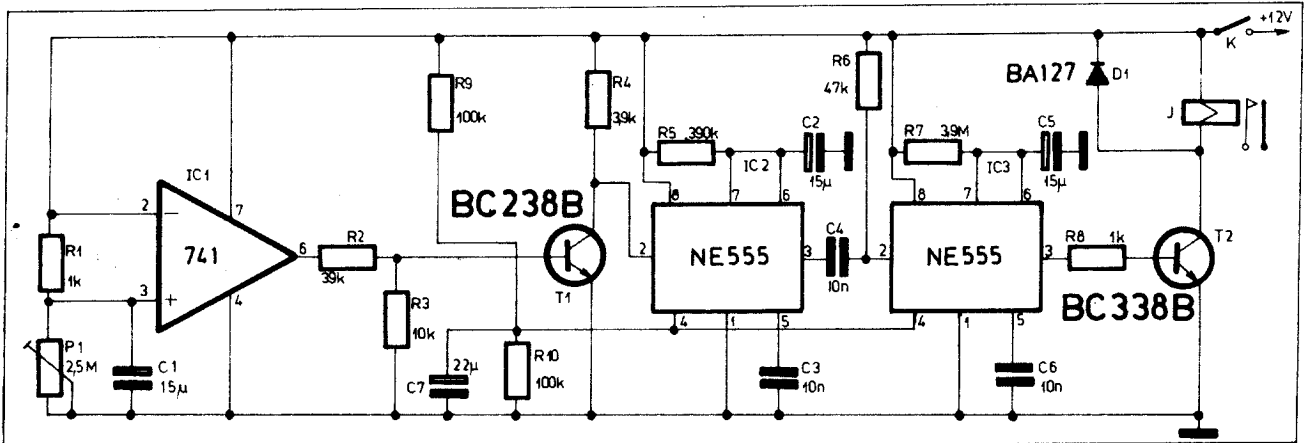 +12V
K
R9
100k
R4
3,9k
R6
47k
BA127 D1
J
R5 390k
C2
15µ
IC2
7 6
8
R7 3,9M
C5
15µ
IC3
7 6
8
IC1
2 −
7
741
6
3 +
4
R1
1k
R2
39k
BC238B
T1
2
NE555
3
C4
10n
2
NE555
3
R8 1k
T2
BC338B
R3
10k
4 1 5
4 1 5
P1
2,5M
C1
15µ
C7
22µ
R10
100k
C3
10n
C6
10n